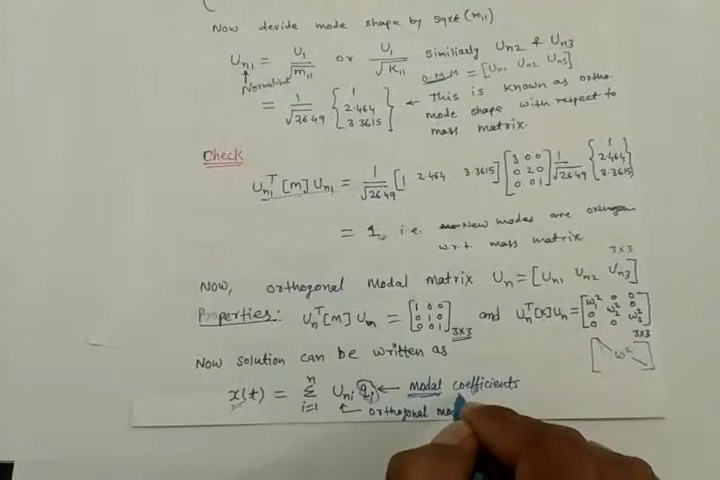 Now devide mode shape by sqrt (m₁₁)
Uₙ₁ = U₁/√m₁₁ or U₁/√K₁₁ similiarly Uₙ₂ & Uₙ₃
Normalised O.M.M = [Uₙ₁ Uₙ₂ Uₙ₃]
= 1/√26.49 {1 2.464 3.3615} ← This is known as ortho.
mode shape with respect to
mass matrix.
Check
Uₙ₁ᵀ [m] Uₙ₁ = 1/√26.49 [1 2.464 3.3615] [3 0 0; 0 2 0; 0 0 1] 1/√26.49 {1 2.464 3.3615}
= 1, i.e. New modes are orthogon
w.r.t. mass matrix
3×3
Now, orthogonal Modal matrix Uₙ = [Uₙ₁ Uₙ₂ Uₙ₃]
Properties: Uₙᵀ[m] Uₙ = [1 0 0; 0 1 0; 0 0 1] 3×3 and Uₙᵀ[K]Uₙ = [ω₁² 0 0; 0 ω₂² 0; 0 0 ω₃²] 3×3
[ω²]
Now solution can be written as
x(t) = Σ Uₙᵢ qᵢ ← modal coefficients
n
i=1 ← orthogonal mo